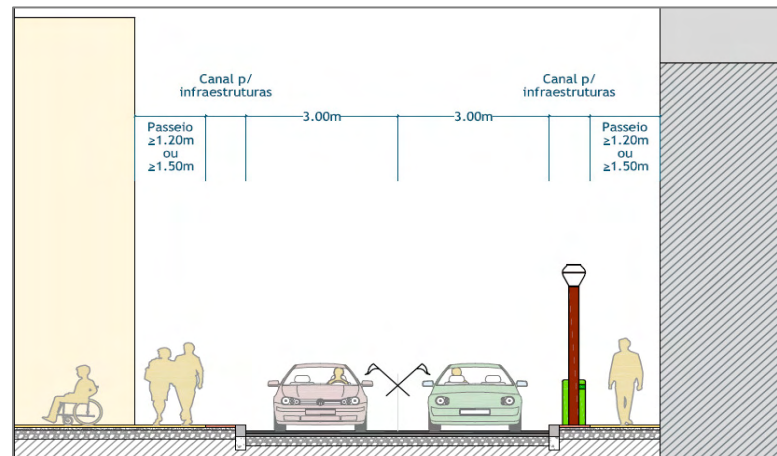 Canal p/
infraestruturas
Canal p/
infraestruturas
3.00m
3.00m
Passeio
≥1.20m
ou
≥1.50m
Passeio
≥1.20m
ou
≥1.50m